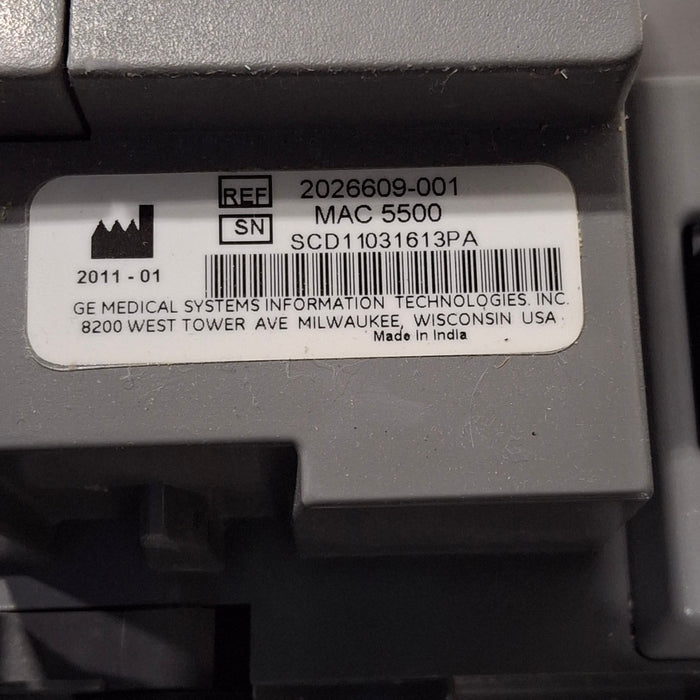 REF 2026609-001
MAC 5500
SN SCD11031613PA
2011-01
GE MEDICAL SYSTEMS INFORMATION TECHNOLOGIES. INC.
8200 WEST TOWER AVE MILWAUKEE, WISCONSIN USA
Made in India